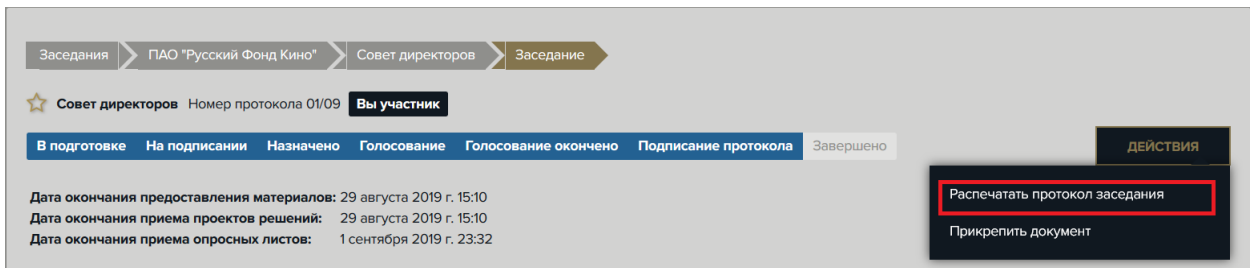 Заседания ПАО "Русский Фонд Кино" Совет директоров Заседание
Совет директоров Номер протокола 01/09 Вы участник
В подготовке На подписании Назначено Голосование Голосование окончено Подписание протокола Завершено ДЕЙСТВИЯ
Дата окончания предоставления материалов: 29 августа 2019 г. 15:10
Дата окончания приема проектов решений: 29 августа 2019 г. 15:10
Дата окончания приема опросных листов: 1 сентября 2019 г. 23:32
Распечатать протокол заседания
Прикрепить документ